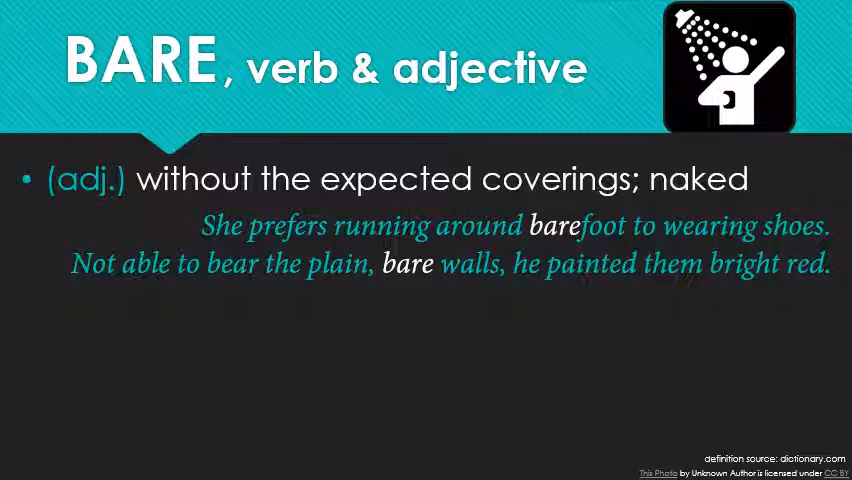 BARE, verb & adjective
• (adj.) without the expected coverings; naked
She prefers running around barefoot to wearing shoes.
Not able to bear the plain, bare walls, he painted them bright red.
definition source: dictionary.com
This Photo by Unknown Author is licensed under CC BY